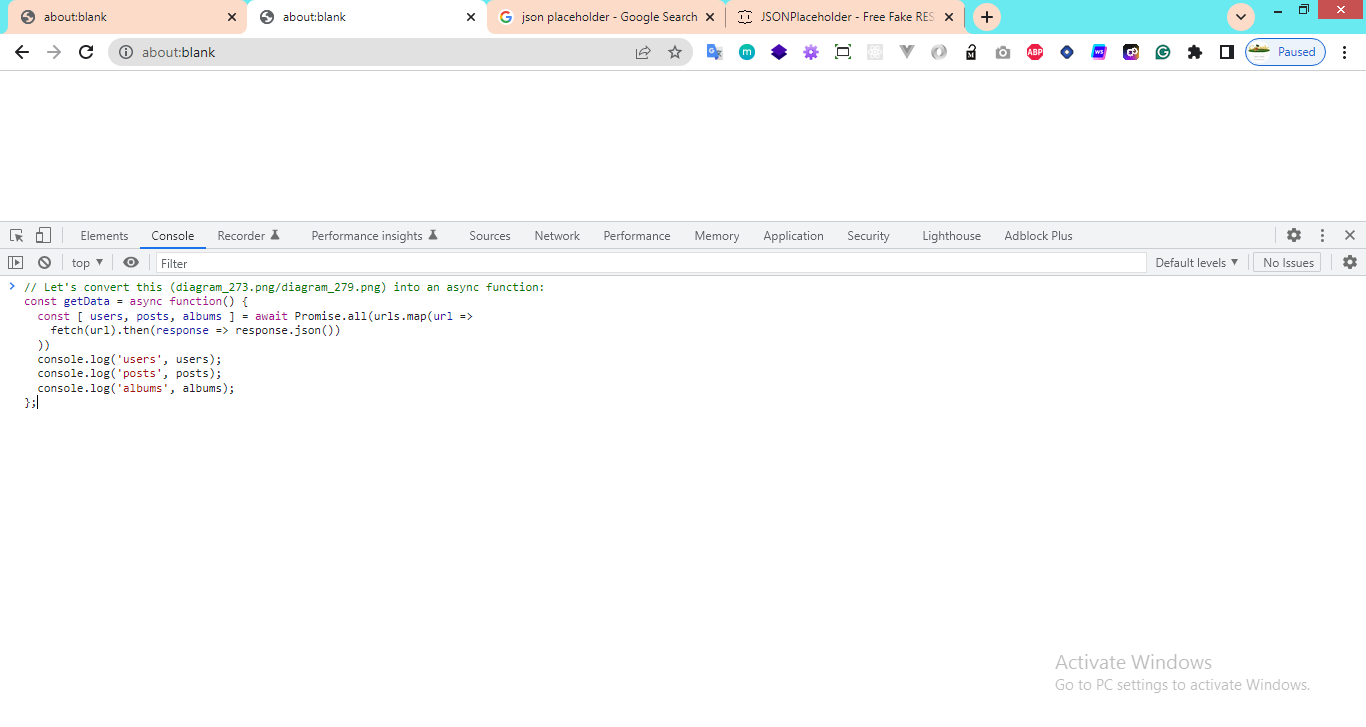 about:blank
about:blank
json placeholder - Google Search
JSONPlaceholder - Free Fake RES
about:blank
m
ABP
WS
Paused
Elements
Console
Recorder
Performance insights
Sources
Network
Performance
Memory
Application
Security
Lighthouse
Adblock Plus
top
Filter
Default levels
No Issues
// Let's convert this (diagram_273.png/diagram_279.png) into an async function:
const getData = async function() {
  const [ users, posts, albums ] = await Promise.all(urls.map(url =>
    fetch(url).then(response => response.json())
  ))
  console.log('users', users);
  console.log('posts', posts);
  console.log('albums', albums);
};
Activate Windows
Go to PC settings to activate Windows.